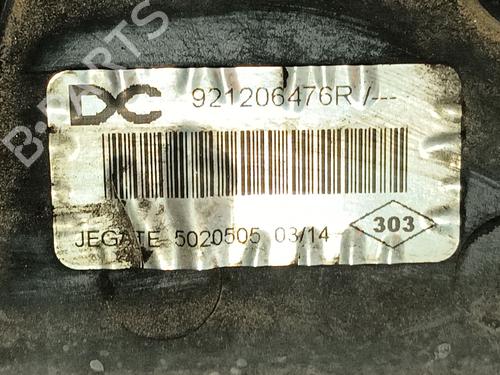 B-PARTS
DC 921206476R /---
JEGATE 5020505 03/14 303